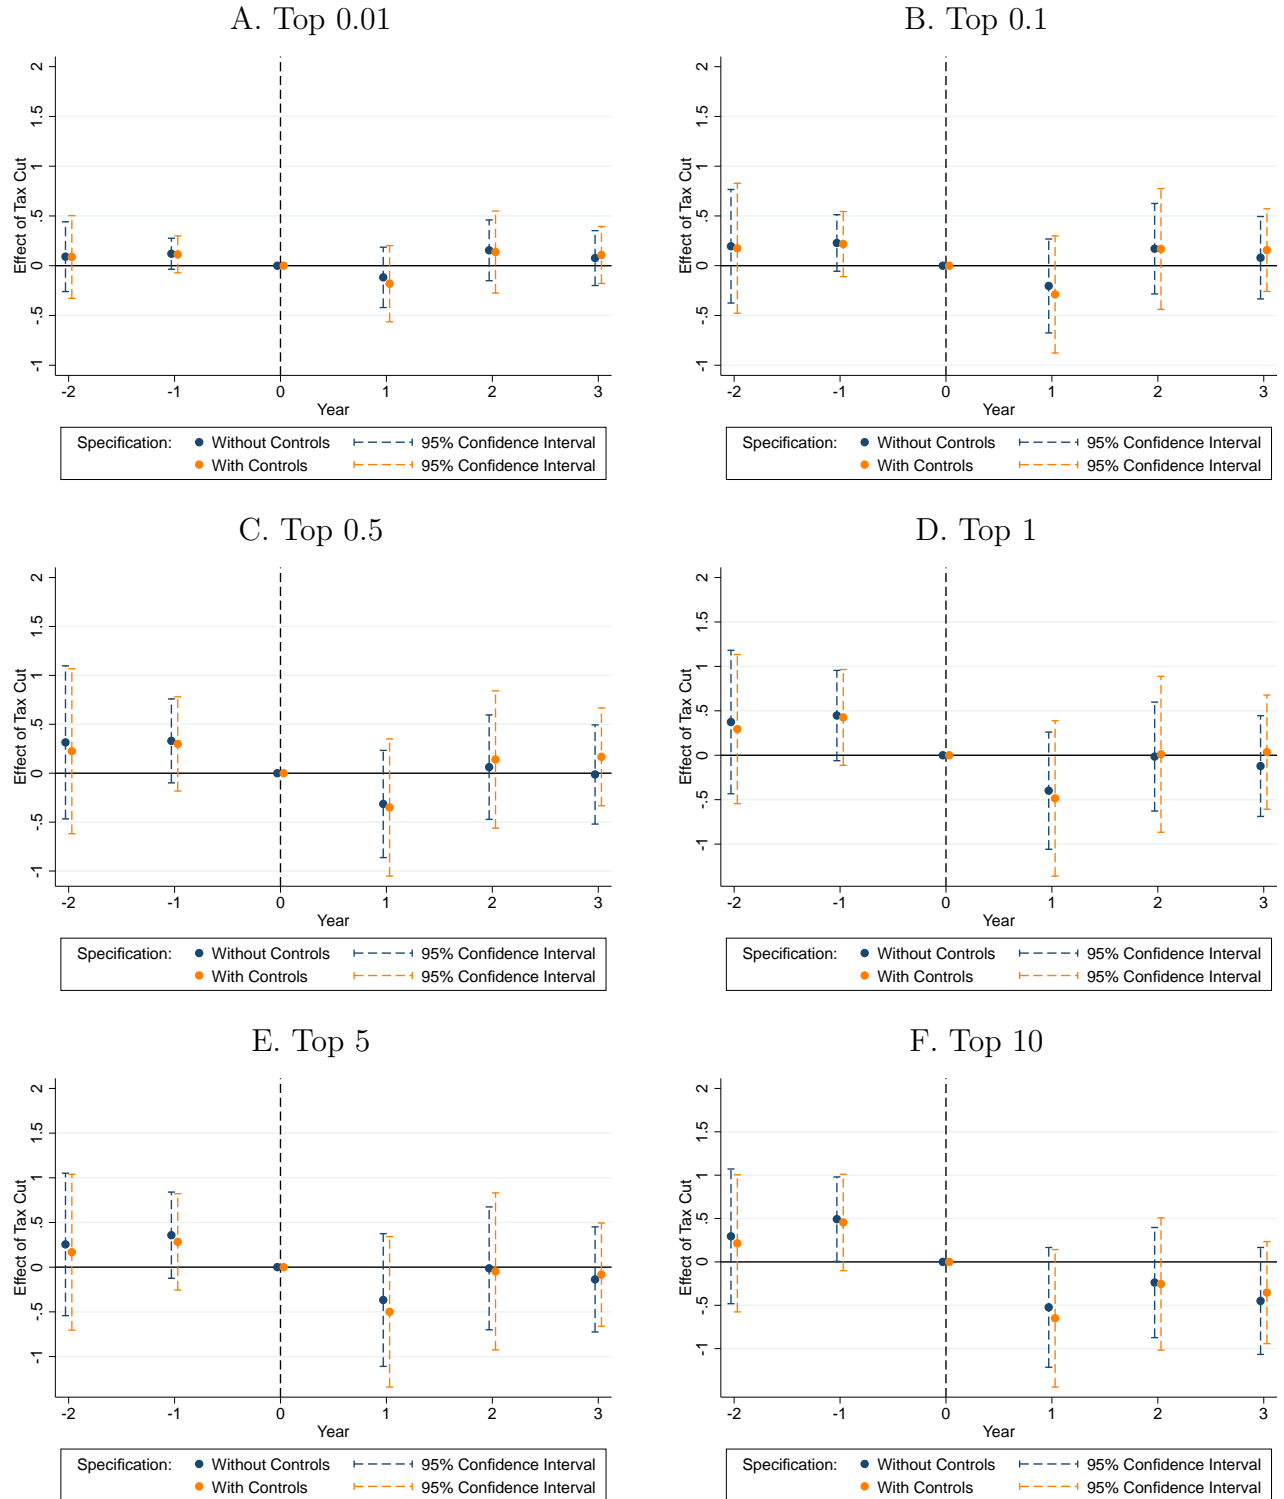 A. Top 0.01
B. Top 0.1
Effect of Tax Cut
-1 -.5 0 .5 1 1.5 2
-2 -1 0 1 2 3
Year
Specification: Without Controls 95% Confidence Interval
With Controls 95% Confidence Interval
Effect of Tax Cut
-1 -.5 0 .5 1 1.5 2
-2 -1 0 1 2 3
Year
Specification: Without Controls 95% Confidence Interval
With Controls 95% Confidence Interval
C. Top 0.5
D. Top 1
Effect of Tax Cut
-1 -.5 0 .5 1 1.5 2
-2 -1 0 1 2 3
Year
Specification: Without Controls 95% Confidence Interval
With Controls 95% Confidence Interval
Effect of Tax Cut
-1 -.5 0 .5 1 1.5 2
-2 -1 0 1 2 3
Year
Specification: Without Controls 95% Confidence Interval
With Controls 95% Confidence Interval
E. Top 5
F. Top 10
Effect of Tax Cut
-1 -.5 0 .5 1 1.5 2
-2 -1 0 1 2 3
Year
Specification: Without Controls 95% Confidence Interval
With Controls 95% Confidence Interval
Effect of Tax Cut
-1 -.5 0 .5 1 1.5 2
-2 -1 0 1 2 3
Year
Specification: Without Controls 95% Confidence Interval
With Controls 95% Confidence Interval